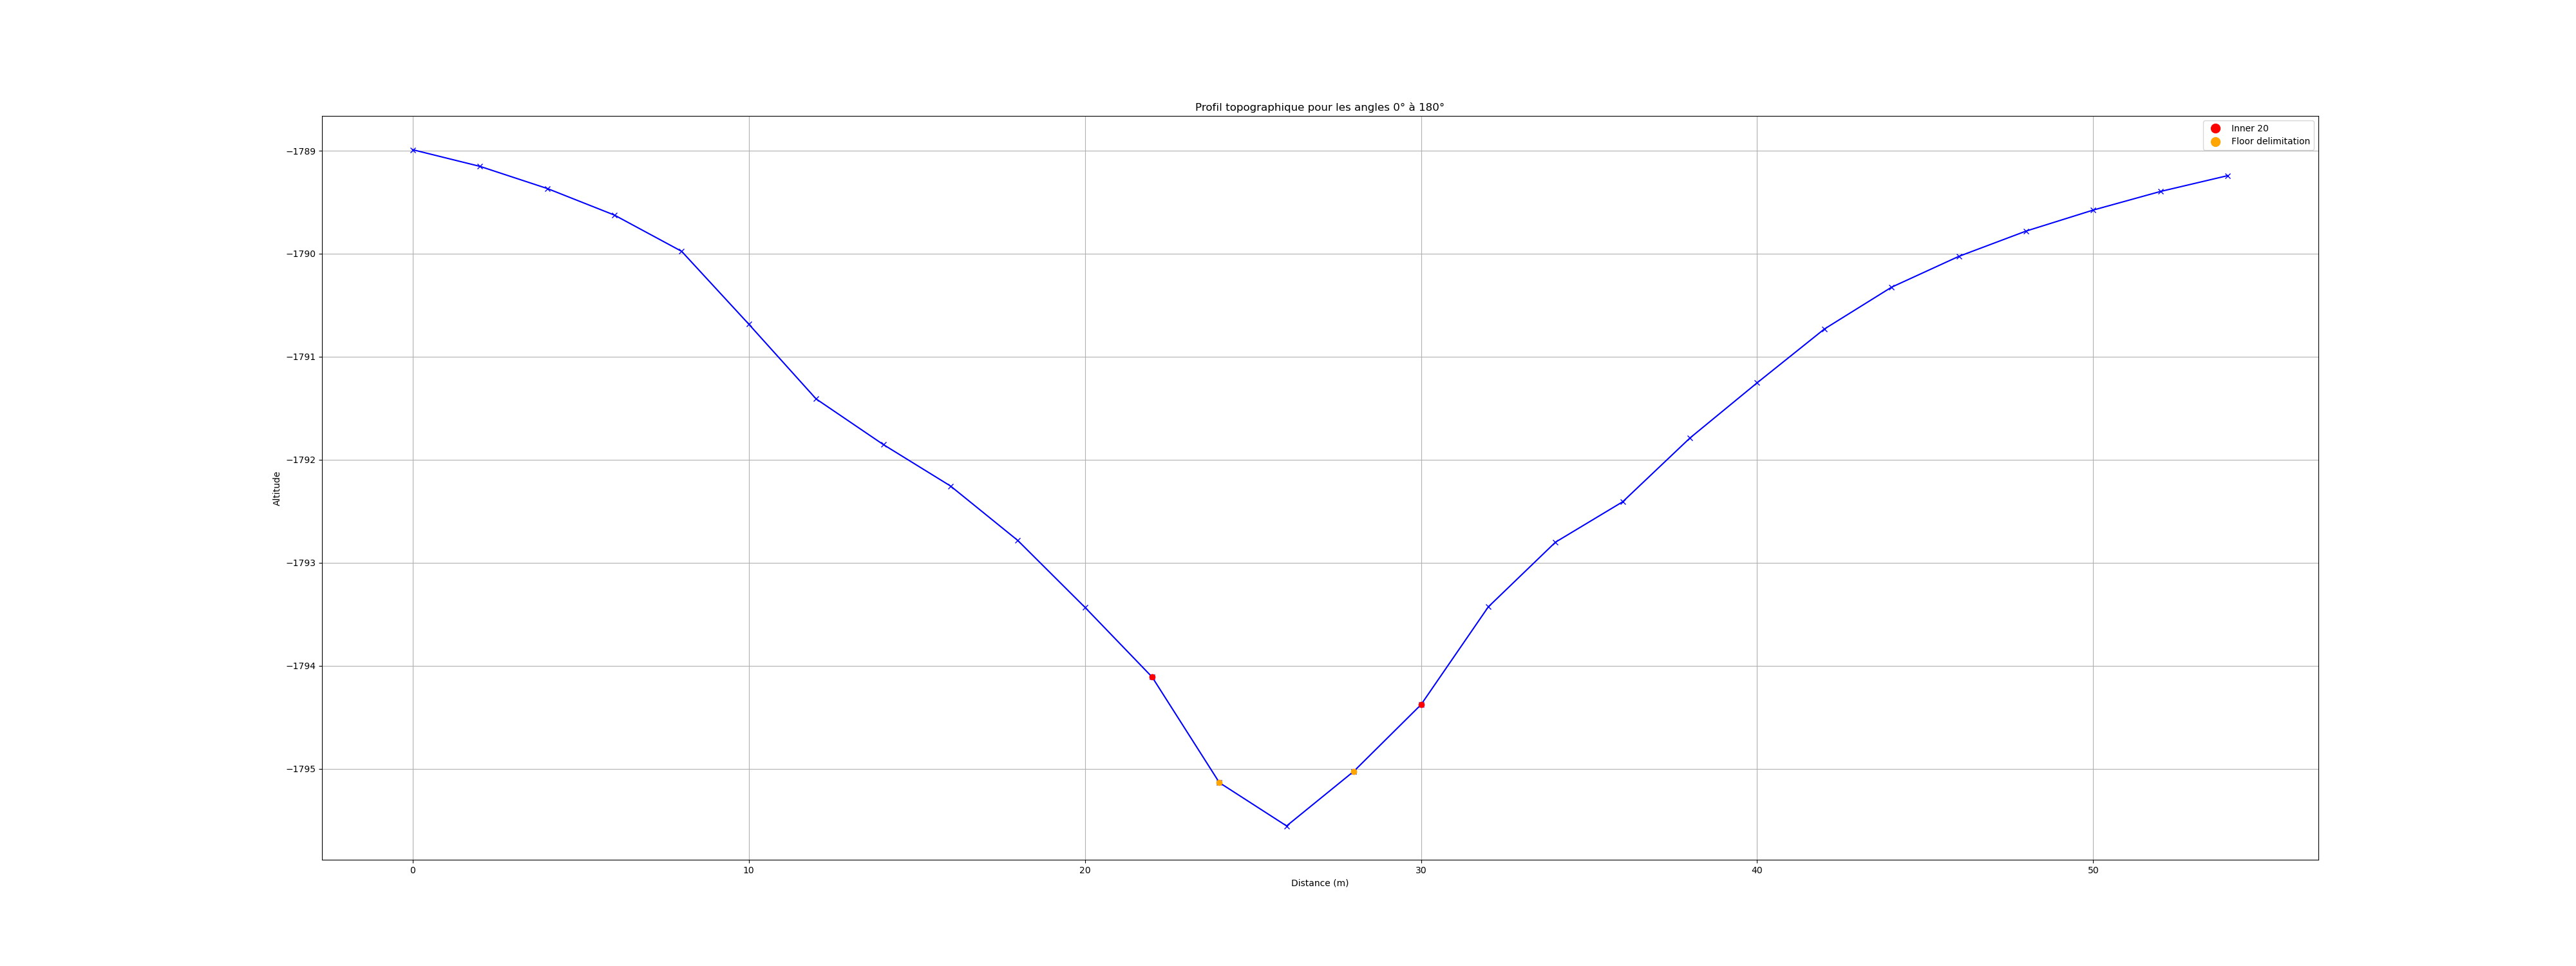 Profil topographique pour les angles 0° à 180°
Inner 20
Floor delimitation
−1789
−1790
−1791
−1792
−1793
−1794
−1795
Altitude
0 10 20 30 40 50
Distance (m)